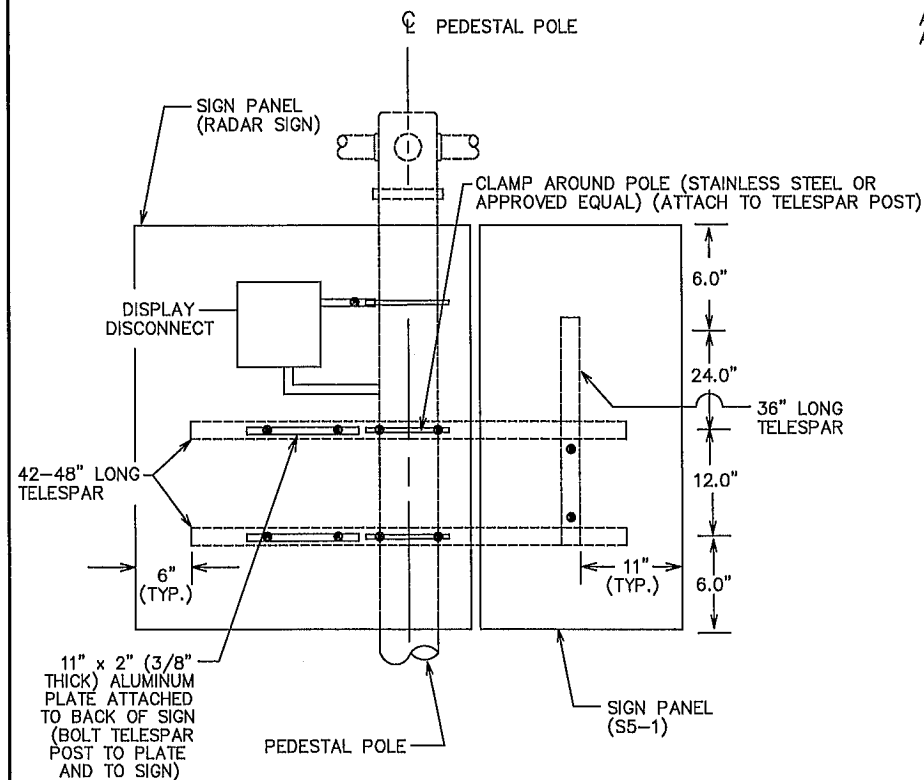 ℄ PEDESTAL POLE
SIGN PANEL
(RADAR SIGN)
CLAMP AROUND POLE (STAINLESS STEEL OR
APPROVED EQUAL) (ATTACH TO TELESPAR POST)
6.0"
DISPLAY
DISCONNECT
24.0"
36" LONG
TELESPAR
42-48" LONG
TELESPAR
12.0"
6"
(TYP.)
11"
(TYP.)
6.0"
11" x 2" (3/8"
THICK) ALUMINUM
PLATE ATTACHED
TO BACK OF SIGN
(BOLT TELESPAR
POST TO PLATE
AND TO SIGN)
PEDESTAL POLE
SIGN PANEL
(S5-1)